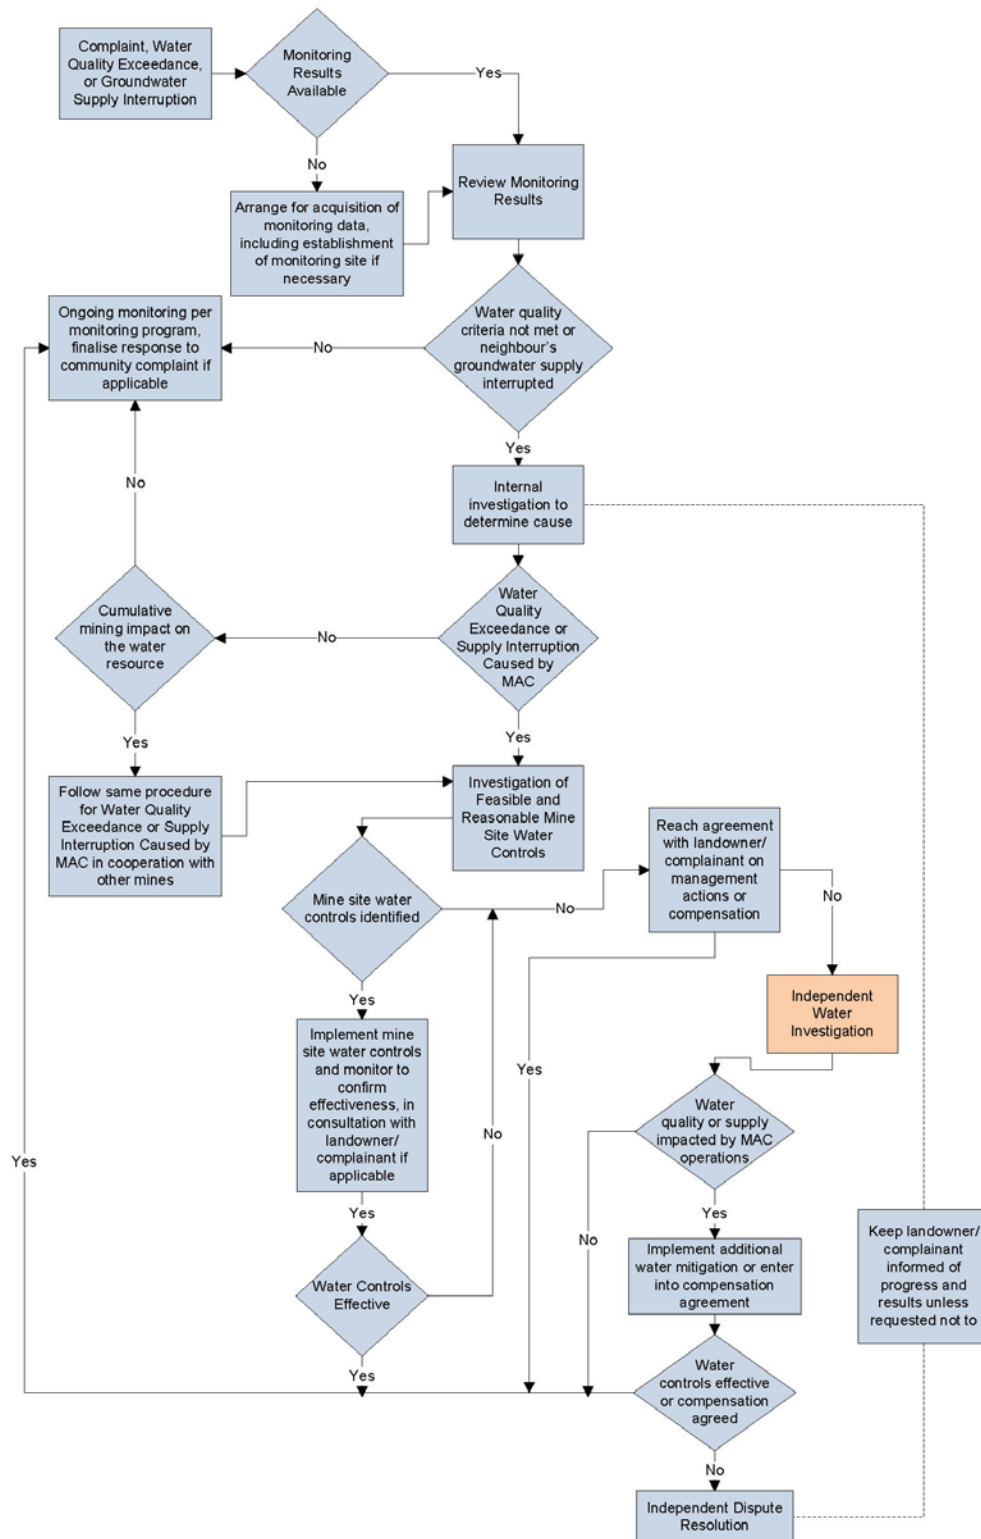 Complaint, Water
Quality Exceedance,
or Groundwater
Supply Interruption
Monitoring
Results
Available
Yes
No
Review Monitoring
Results
Arrange for acquisition of
monitoring data,
including establishment
of monitoring site if
necessary
Ongoing monitoring per
monitoring program,
finalise response to
community complaint if
applicable
No
Water quality
criteria not met or
neighbour's
groundwater supply
interrupted
Yes
No
Internal
investigation to
determine cause
Cumulative
mining impact on
the water
resource
No
Water
Quality
Exceedance or
Supply Interruption
Caused by
MAC
Yes
Yes
Follow same procedure
for Water Quality
Exceedance or Supply
Interruption Caused by
MAC in cooperation with
other mines
Investigation of
Feasible and
Reasonable Mine
Site Water
Controls
Reach agreement
with landowner/
complainant on
management
actions or
compensation
No
Mine site water
controls identified
No
Yes
Independent
Water
Investigation
Implement mine
site water controls
and monitor to
confirm
effectiveness, in
consultation with
landowner/
complainant if
applicable
Yes
No
Water
quality or supply
impacted by MAC
operations
Yes
Yes
Yes
No
Implement additional
water mitigation or enter
into compensation
agreement
Keep landowner/
complainant
informed of
progress and
results unless
requested not to
Water Controls
Effective
Yes
Water
controls effective
or compensation
agreed
No
Independent Dispute
Resolution